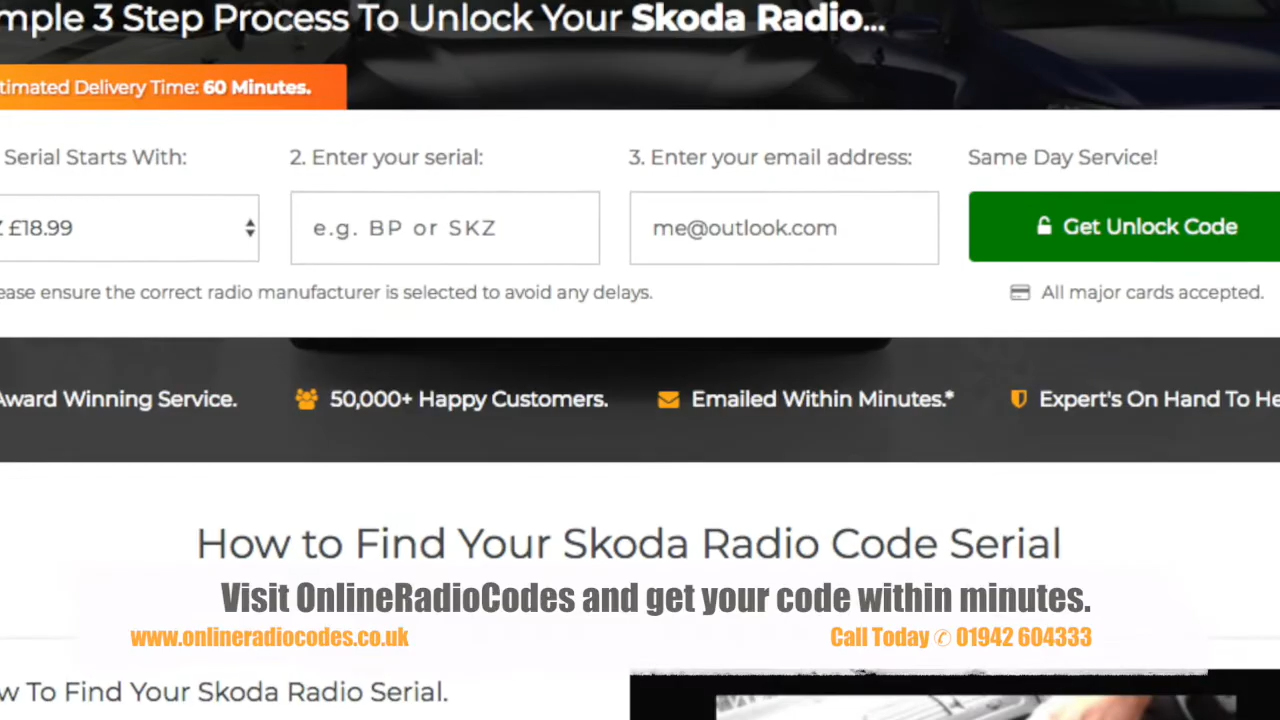 mple 3 Step Process To Unlock Your Skoda Radio...
timated Delivery Time: 60 Minutes.
Serial Starts With:
2. Enter your serial:
3. Enter your email address:
Same Day Service!
Z £18.99
e.g. BP or SKZ
me@outlook.com
Get Unlock Code
ease ensure the correct radio manufacturer is selected to avoid any delays.
All major cards accepted.
Award Winning Service.
50,000+ Happy Customers.
Emailed Within Minutes.*
Expert's On Hand To He
How to Find Your Skoda Radio Code Serial
Visit OnlineRadioCodes and get your code within minutes.
www.onlineradiocodes.co.uk
Call Today ✆ 01942 604333
w To Find Your Skoda Radio Serial.